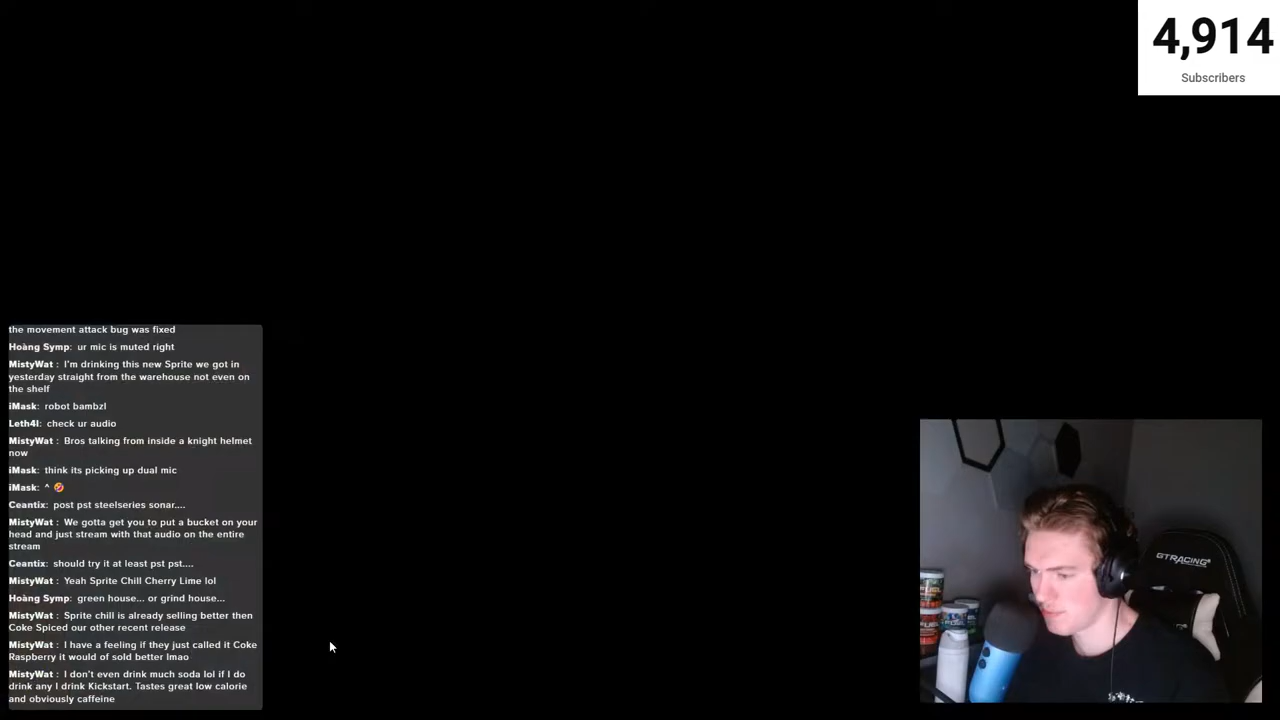 4,914
Subscribers
the movement attack bug was fixed
Hoàng Symp: ur mic is muted right
MistyWat : I'm drinking this new Sprite we got in
yesterday straight from the warehouse not even on
the shelf
iMask: robot bambzl
Leth4l: check ur audio
MistyWat : Bros talking from inside a knight helmet
now
iMask: think its picking up dual mic
iMask: ^ 🤣
Ceantix: post pst steelseries sonar....
MistyWat : We gotta get you to put a bucket on your
head and just stream with that audio on the entire
stream
Ceantix: should try it at least pst pst....
MistyWat : Yeah Sprite Chill Cherry Lime lol
Hoàng Symp: green house... or grind house...
MistyWat : Sprite chill is already selling better then
Coke Spiced our other recent release
MistyWat : I have a feeling if they just called it Coke
Raspberry it would of sold better lmao
MistyWat : I don't even drink much soda lol if I do
drink any I drink Kickstart. Tastes great low calorie
and obviously caffeine
GTRACING